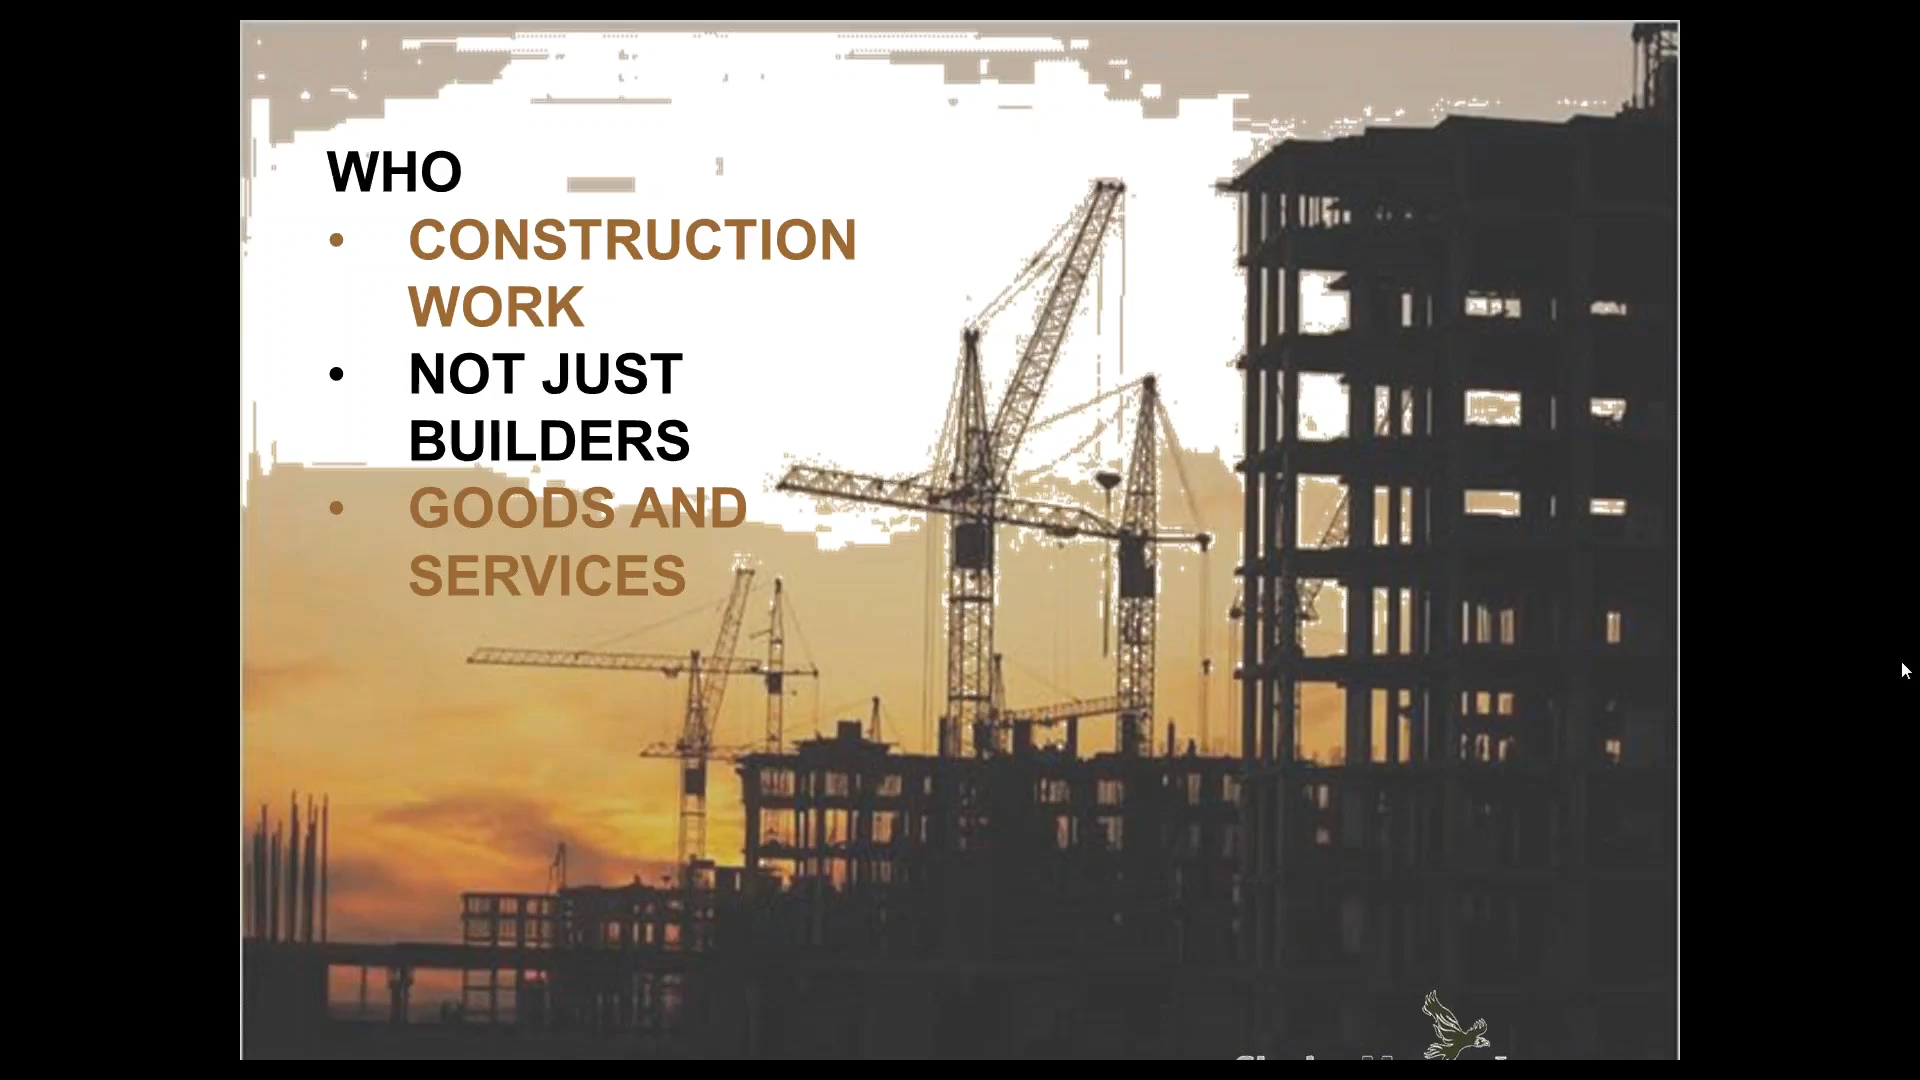 WHO
• CONSTRUCTION
WORK
• NOT JUST
BUILDERS
• GOODS AND
SERVICES